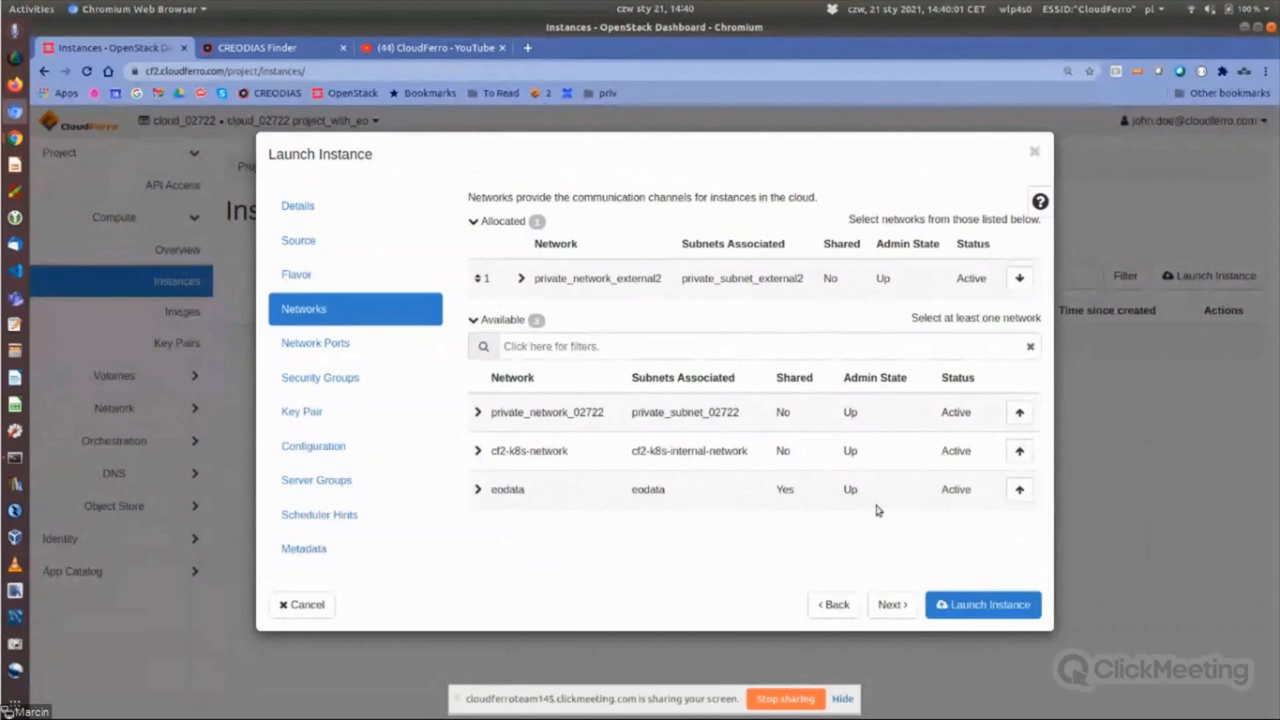 Activities
Chromium Web Browser
czw sty 21, 14:40
czw, 21 sty 2021, 14:40:01 CET
wlp4s0
ESSID:"CloudFerro"
pl
100 %
Instances - OpenStack Dashboard - Chromium
Instances - OpenStack Da
CREODIAS Finder
(44) CloudFerro - YouTube
cf2.cloudferro.com/project/instances/
Apps
CREODIAS
OpenStack
Bookmarks
To Read
2
priv
Other bookmarks
CloudFerro
cloud_02722 • cloud_02722 project_with_eo
john.doe@cloudferro.com
Project
API Access
Compute
Overview
Instances
Images
Key Pairs
Volumes
Network
Orchestration
DNS
Object Store
Identity
App Catalog
Pro
Ins
Filter
Launch Instance
Time since created
Actions
Launch Instance
Details
Source
Flavor
Networks
Network Ports
Security Groups
Key Pair
Configuration
Server Groups
Scheduler Hints
Metadata
Networks provide the communication channels for instances in the cloud.
Allocated 1
Select networks from those listed below.
Network Subnets Associated Shared Admin State Status
1 private_network_external2 private_subnet_external2 No Up Active
Available 3
Select at least one network
Click here for filters.
Network Subnets Associated Shared Admin State Status
private_network_02722 private_subnet_02722 No Up Active
cf2-k8s-network cf2-k8s-internal-network No Up Active
eodata eodata Yes Up Active
Cancel
Back
Next
Launch Instance
ClickMeeting
cloudferroteam145.clickmeeting.com is sharing your screen.
Stop sharing
Hide
Marcin